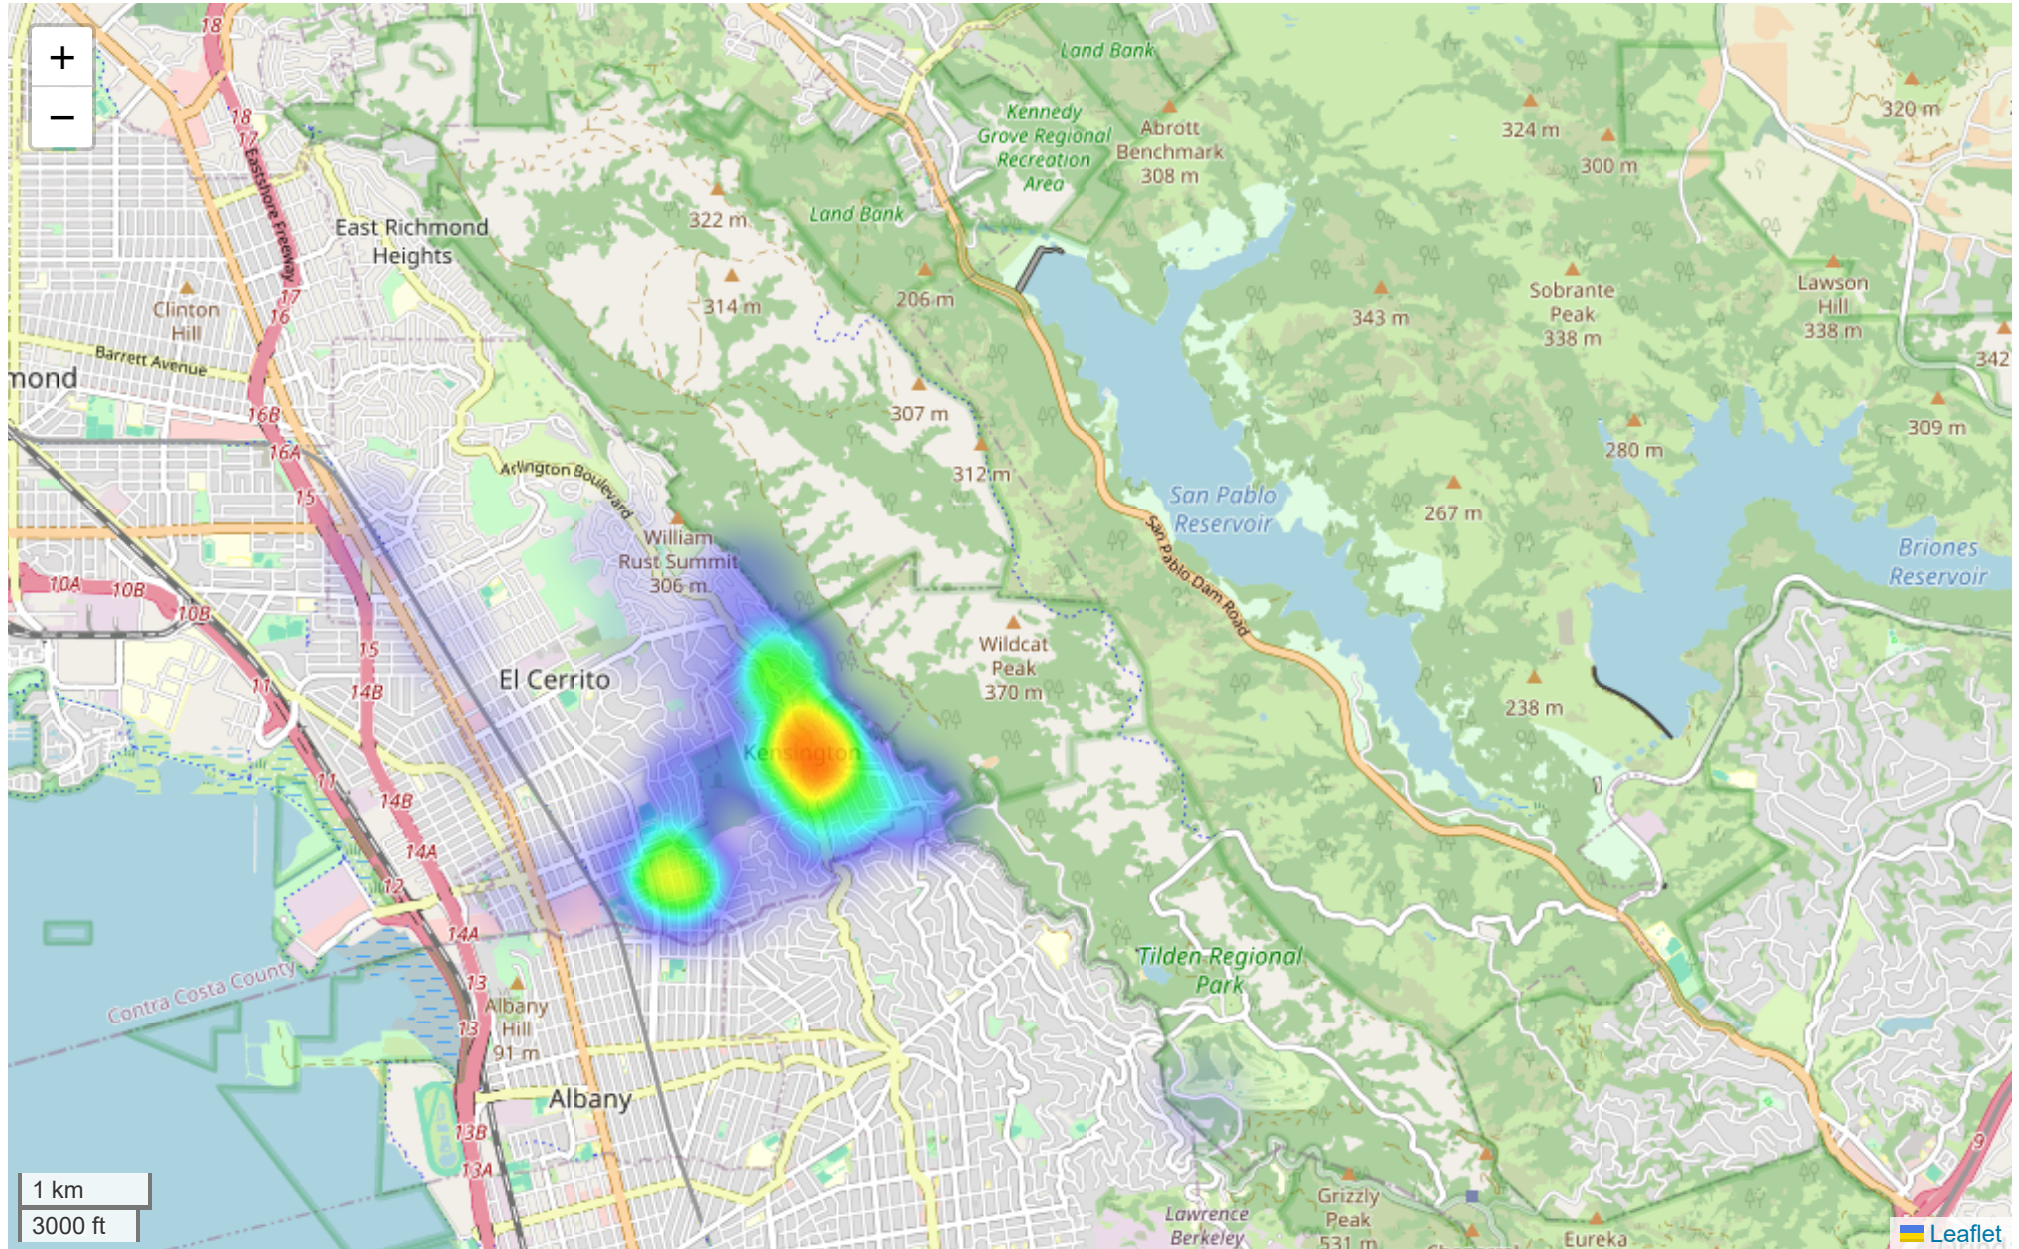 +
−
18
18
17
Eastshore Freeway
17
16
16B
16A
15
15
14B
14B
14A
14A
13
13
13B
13A
10A
10B
10B
11
11
12
9
East Richmond
Heights
Clinton
Hill
Barrett Avenue
mond
Arlington Boulevard
William
Rust Summit
306 m
El Cerrito
Kensington
Contra Costa County
Albany
Hill
91 m
Albany
Land Bank
Kennedy
Grove Regional
Recreation
Area
Abrott
Benchmark
308 m
Land Bank
322 m
314 m
206 m
307 m
312 m
324 m
300 m
320 m
343 m
Sobrante
Peak
338 m
Lawson
Hill
338 m
342
309 m
280 m
267 m
San Pablo
Reservoir
San Pablo Dam Road
Briones
Reservoir
Wildcat
Peak
370 m
238 m
Tilden Regional
Park
Grizzly
Peak
531 m
Lawrence
Berkeley
Eureka
1 km
3000 ft
Leaflet